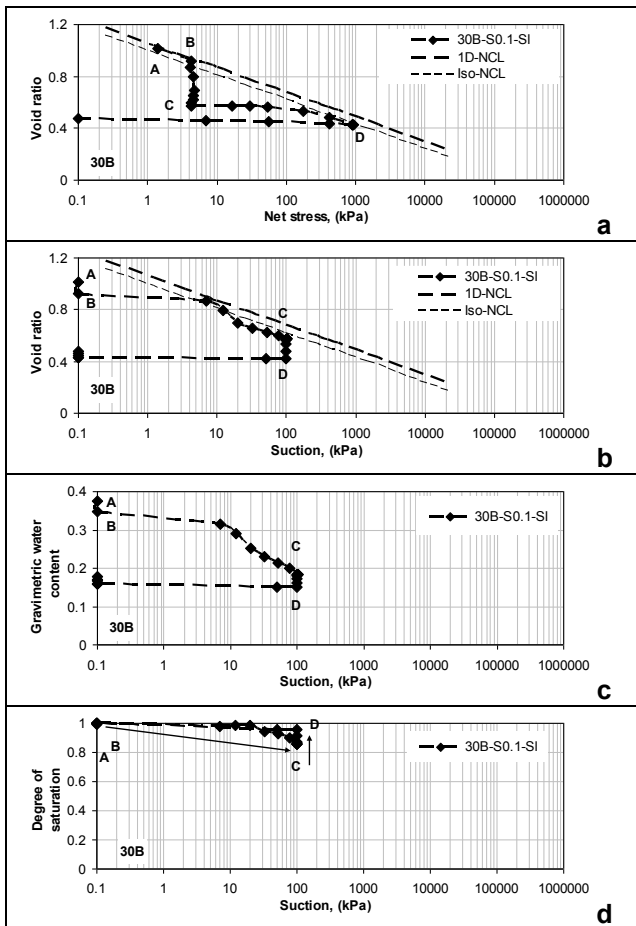 1.2
0.8
0.4
0
Void ratio
A
B
C
D
30B
30B-S0.1-SI
1D-NCL
Iso-NCL
0.1 1 10 100 1000 10000 100000 1000000
Net stress, (kPa)
a
1.2
0.8
0.4
0
Void ratio
A
B
C
D
30B
30B-S0.1-SI
1D-NCL
Iso-NCL
0.1 1 10 100 1000 10000 100000 1000000
Suction, (kPa)
b
0.4
0.3
0.2
0.1
0
Gravimetric water
content
A
B
C
D
30B
30B-S0.1-SI
0.1 1 10 100 1000 10000 100000 1000000
Suction, (kPa)
c
1
0.8
0.6
0.4
0.2
0
Degree of
saturation
A
B
C
D
30B
30B-S0.1-SI
0.1 1 10 100 1000 10000 100000 1000000
Suction, (kPa)
d